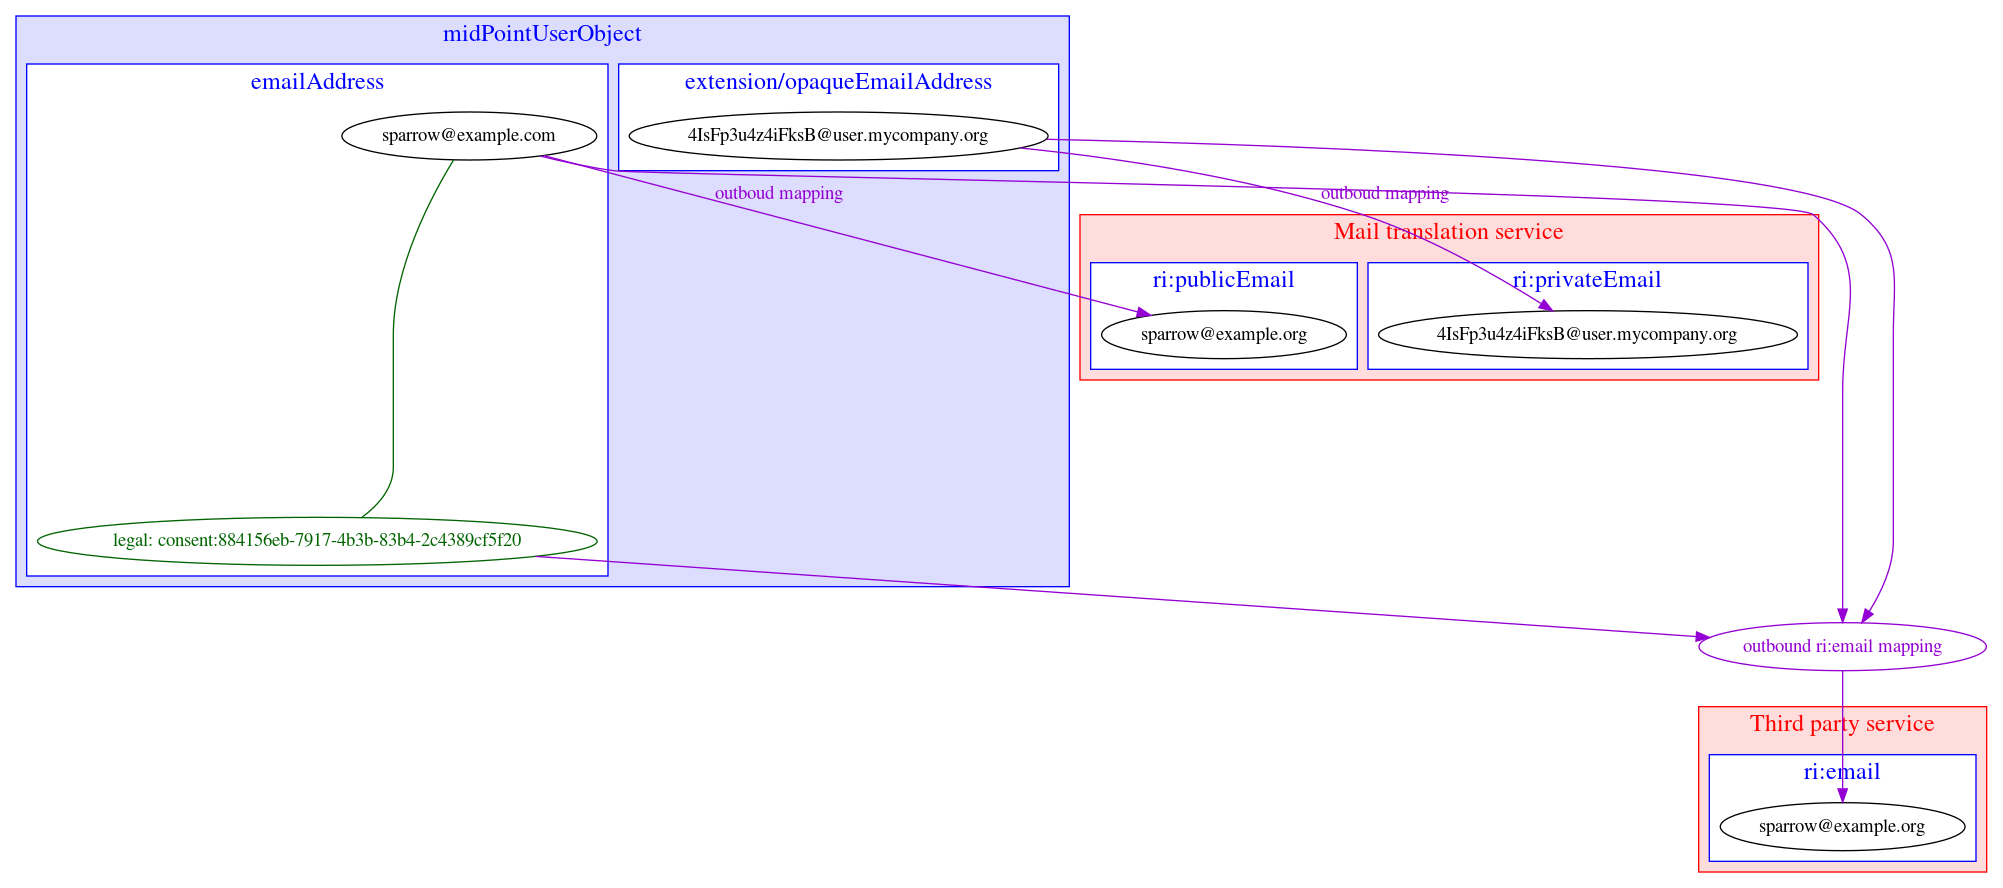 midPointUserObject
emailAddress
extension/opaqueEmailAddress
sparrow@example.com
4IsFp3u4z4iFksB@user.mycompany.org
outboud mapping
outboud mapping
Mail translation service
ri:publicEmail
ri:privateEmail
sparrow@example.org
4IsFp3u4z4iFksB@user.mycompany.org
legal: consent:884156eb-7917-4b3b-83b4-2c4389cf5f20
outbound ri:email mapping
Third party service
ri:email
sparrow@example.org